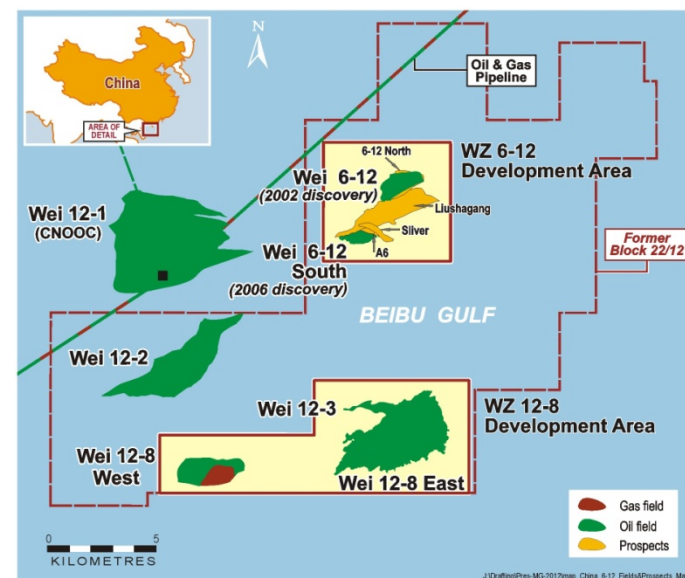 China
AREA OF
DETAIL
N
Oil & Gas
Pipeline
6-12 North
WZ 6-12
Development Area
Wei 6-12
(2002 discovery)
Liushagang
Wei 12-1
(CNOOC)
Sliver
Wei 6-12
South
(2006 discovery)
A6
Former
Block 22/12
BEIBU GULF
Wei 12-2
Wei 12-3
WZ 12-8
Development Area
Wei 12-8
West
Wei 12-8 East
Gas field
Oil field
Prospects
0 5
KILOMETRES